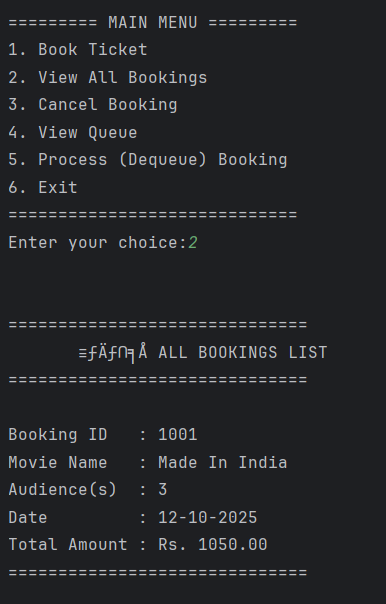 ========= MAIN MENU =========
1. Book Ticket
2. View All Bookings
3. Cancel Booking
4. View Queue
5. Process (Dequeue) Booking
6. Exit
=============================
Enter your choice:2
==============================
≡ƒÄƒ∩╕Å ALL BOOKINGS LIST
==============================
Booking ID   : 1001
Movie Name   : Made In India
Audience(s)  : 3
Date         : 12-10-2025
Total Amount : Rs. 1050.00
==============================